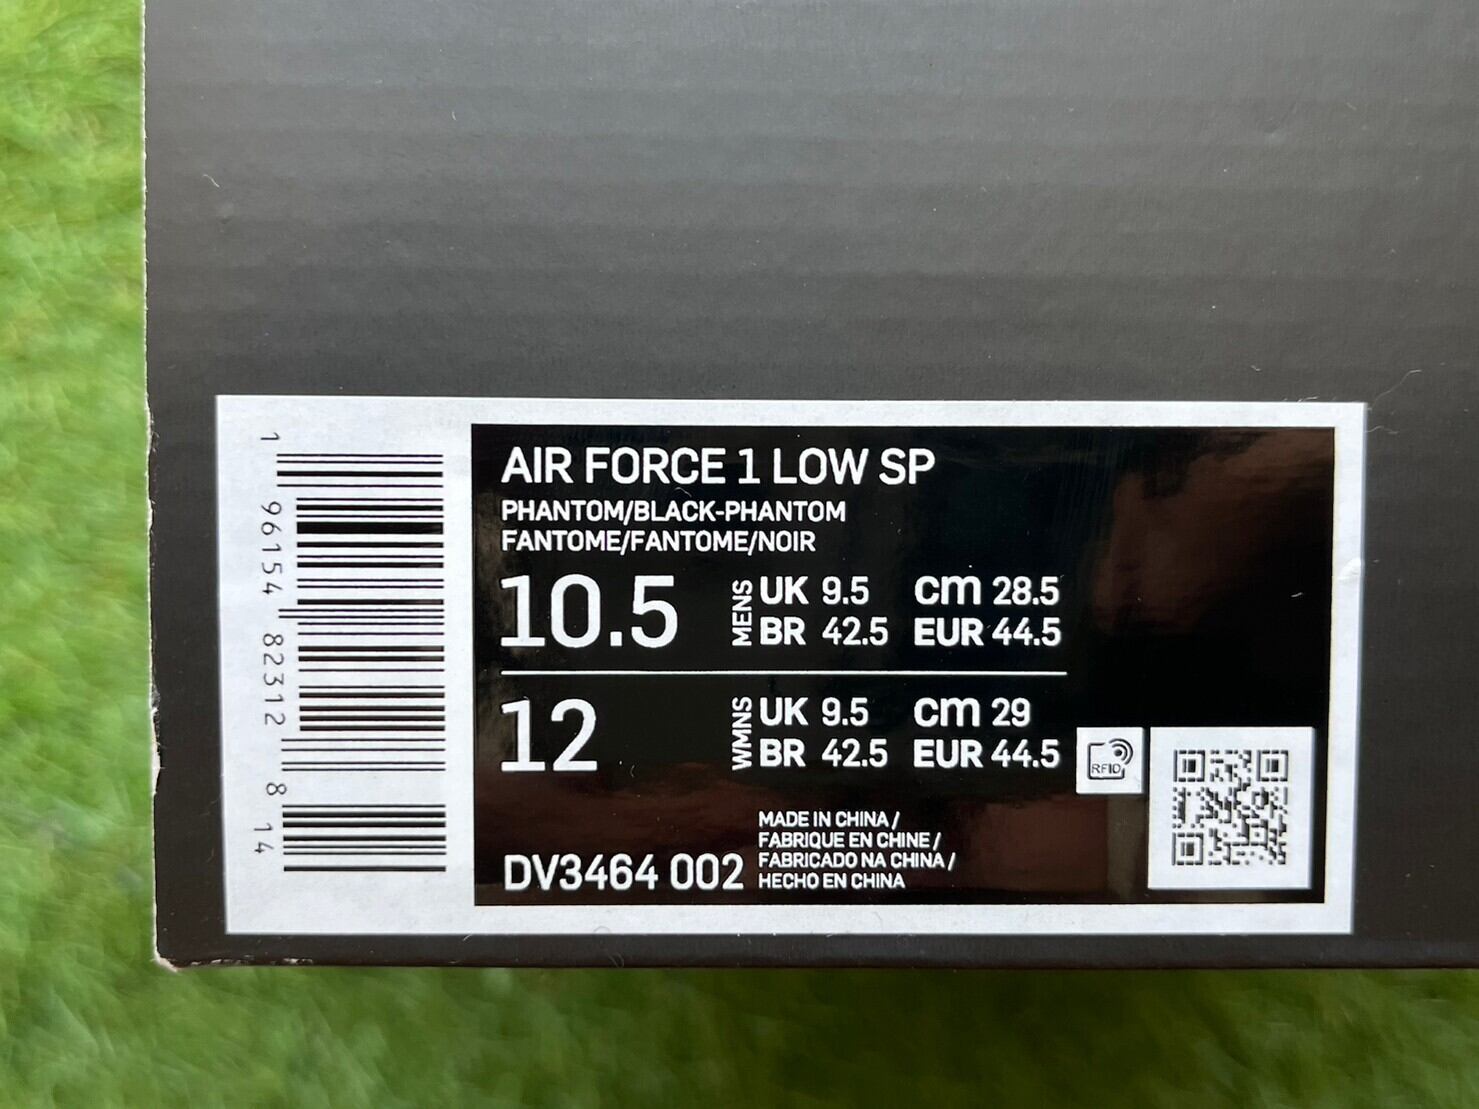 1 96154 82312 8 14
AIR FORCE 1 LOW SP
PHANTOM/BLACK-PHANTOM
FANTOME/FANTOME/NOIR
10.5 MENS UK 9.5 cm 28.5
BR 42.5 EUR 44.5
12 WMNS UK 9.5 cm 29
BR 42.5 EUR 44.5
RFID
MADE IN CHINA /
FABRIQUE EN CHINE /
FABRICADO NA CHINA /
HECHO EN CHINA
DV3464 002